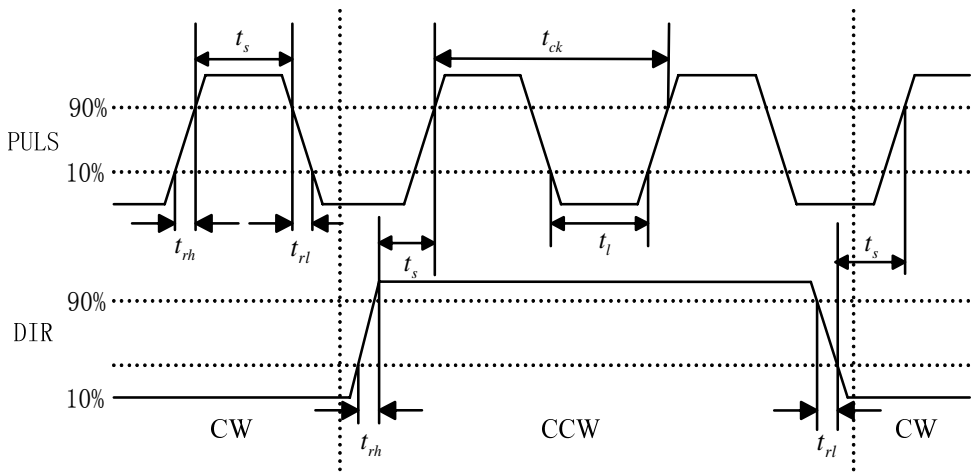 t_s
t_ck
90%
PULS
10%
t_rh
t_rl
t_s
t_l
t_s
90%
DIR
10%
CW
CCW
CW
t_rh
t_rl